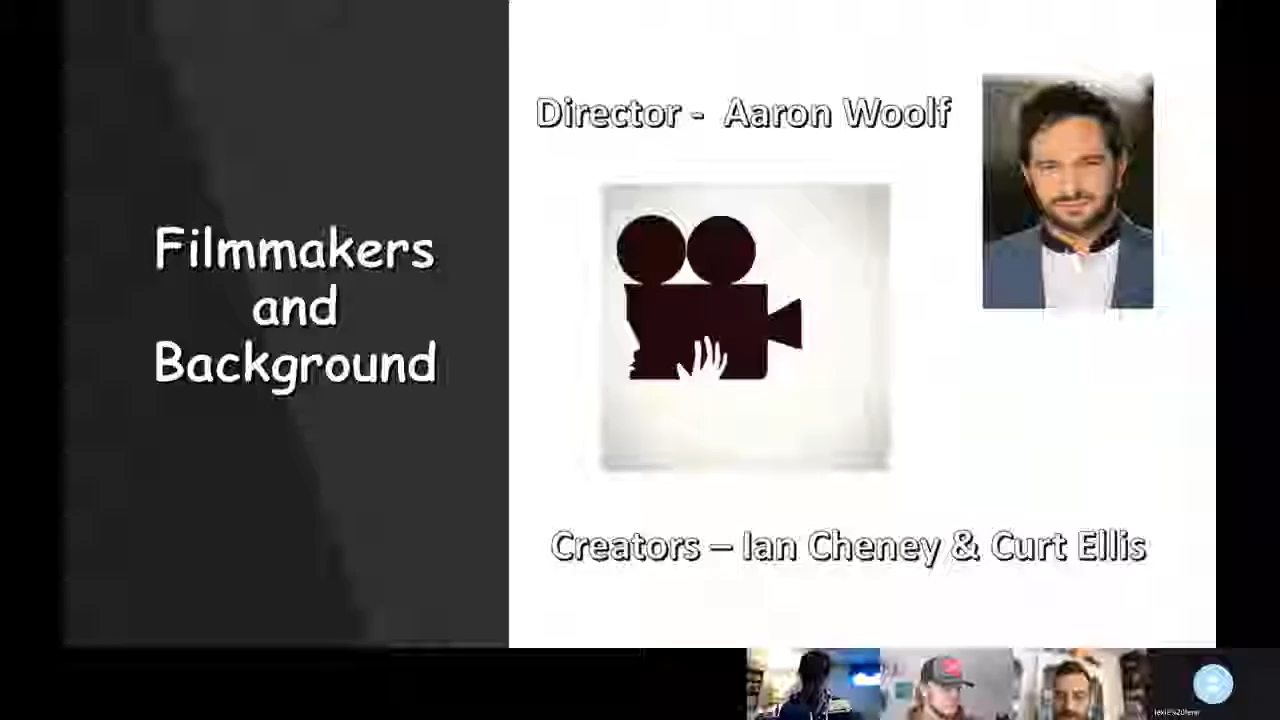 Filmmakers
and
Background
Director - Aaron Woolf
Creators – Ian Cheney & Curt Ellis